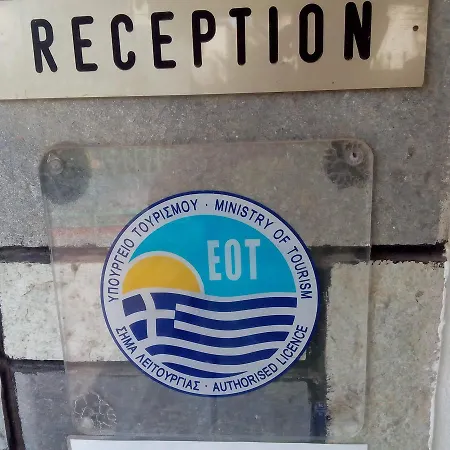 RECEPTION
ΥΠΟΥΡΓΕΙΟ ΤΟΥΡΙΣΜΟΥ · MINISTRY OF TOURISM
ΕΟΤ
ΣΗΜΑ ΛΕΙΤΟΥΡΓΙΑΣ · AUTHORISED LICENCE